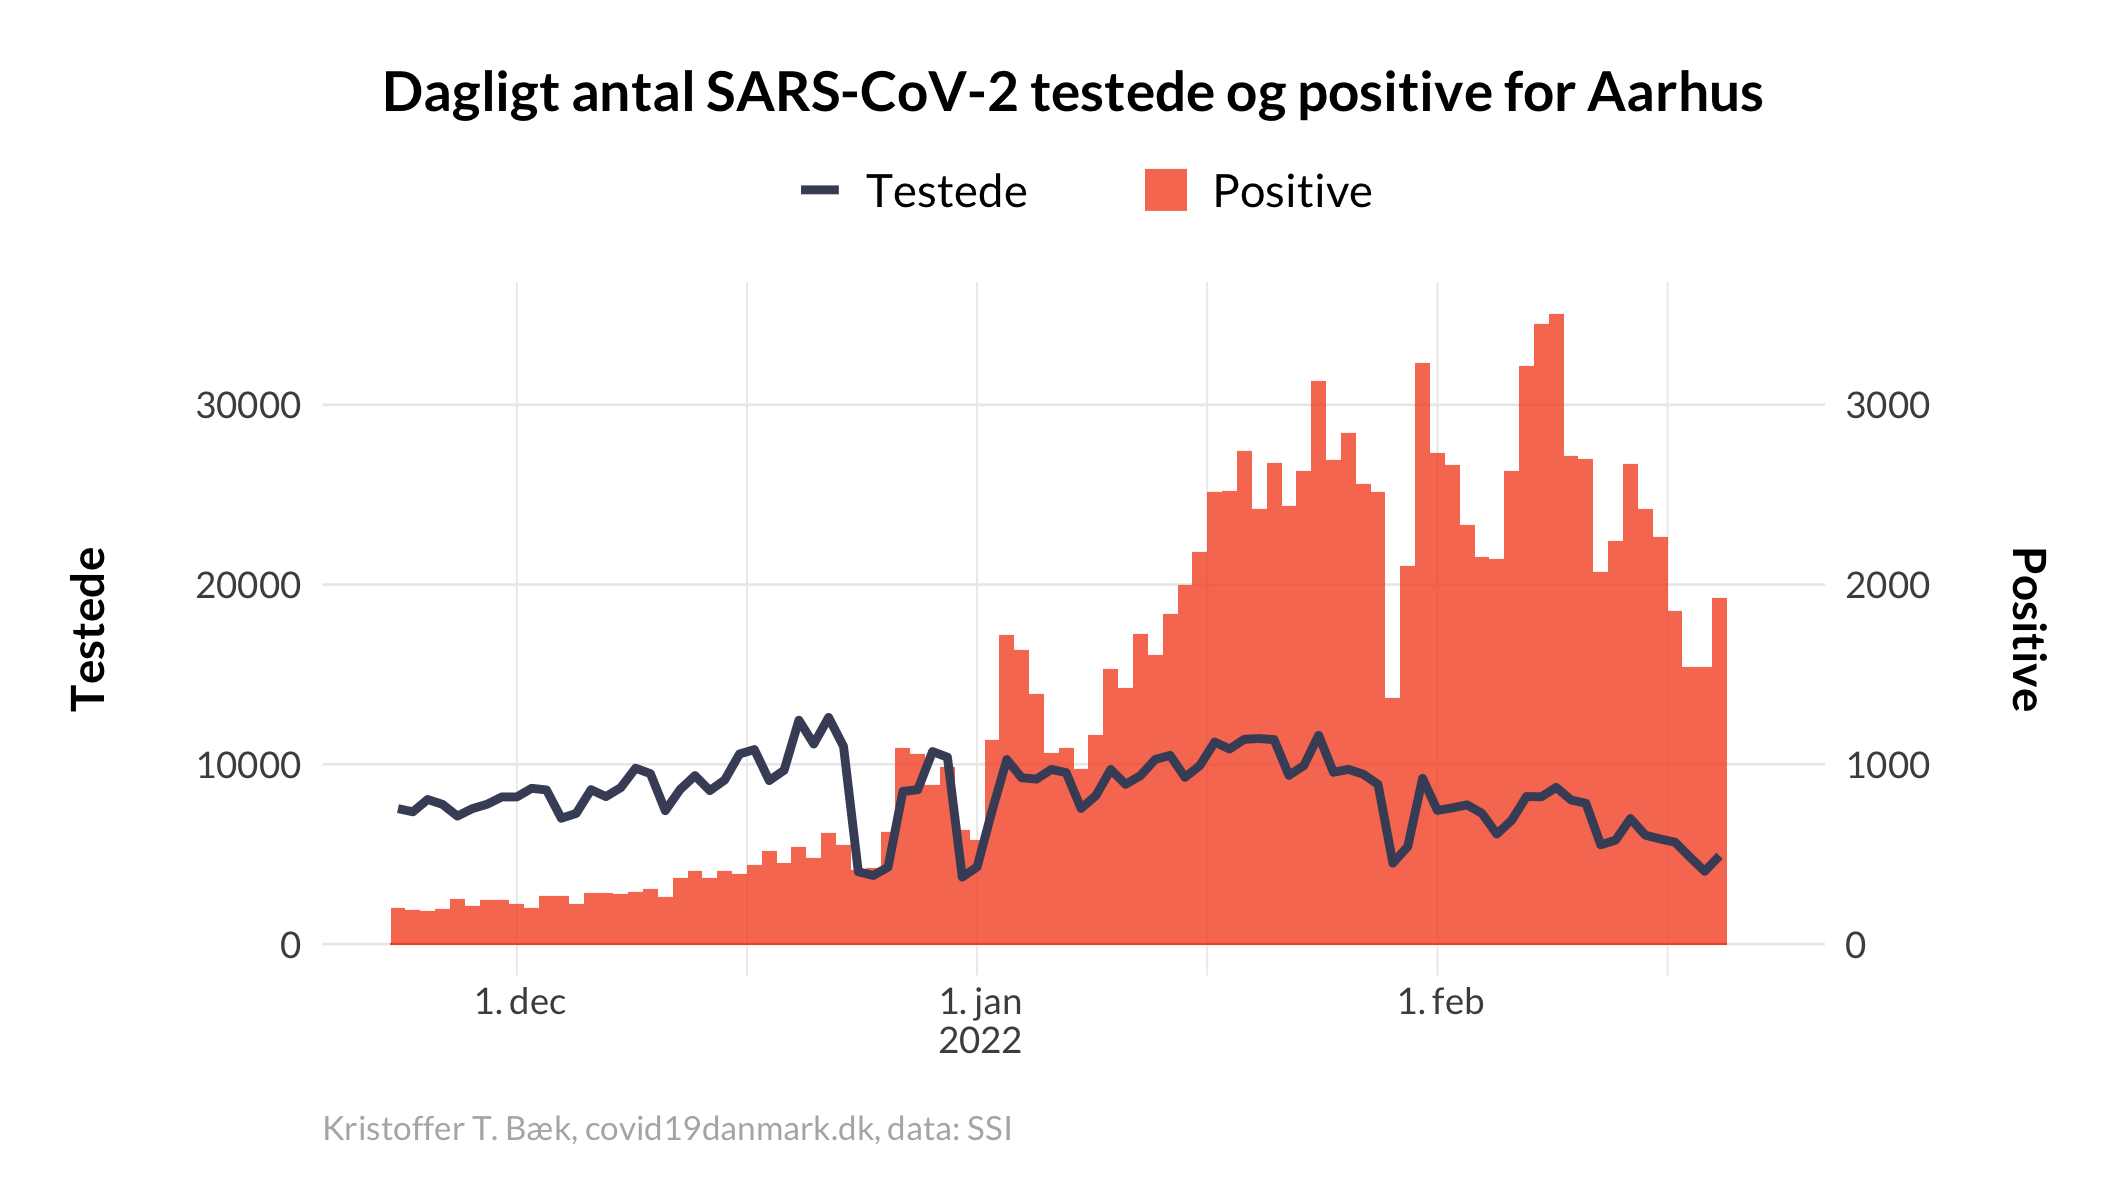 Dagligt antal SARS-CoV-2 testede og positive for Aarhus
Testede
Positive
Testede
30000
20000
10000
0
3000
2000
1000
0
Positive
1. dec
1. jan
2022
1. feb
Kristoffer T. Bæk, covid19danmark.dk, data: SSI